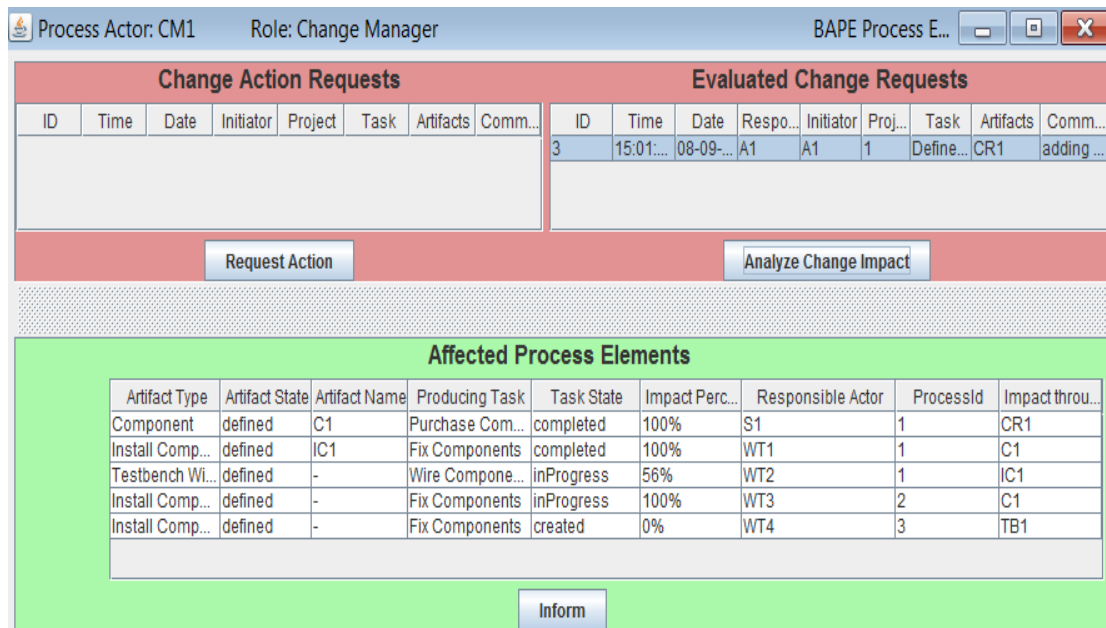 Process Actor: CM1 Role: Change Manager BAPE Process E...
Change Action Requests
ID Time Date Initiator Project Task Artifacts Comm...
Request Action
Evaluated Change Requests
ID Time Date Respo... Initiator Proj... Task Artifacts Comm...
3 15:01:... 08-09-... A1 A1 1 Define... CR1 adding ...
Analyze Change Impact
Affected Process Elements
Artifact Type Artifact State Artifact Name Producing Task Task State Impact Perc... Responsible Actor ProcessId Impact throu...
Component defined C1 Purchase Com... completed 100% S1 1 CR1
Install Comp... defined IC1 Fix Components completed 100% WT1 1 C1
Testbench Wi... defined - Wire Compone... inProgress 56% WT2 1 IC1
Install Comp... defined - Fix Components inProgress 100% WT3 2 C1
Install Comp... defined - Fix Components created 0% WT4 3 TB1
Inform